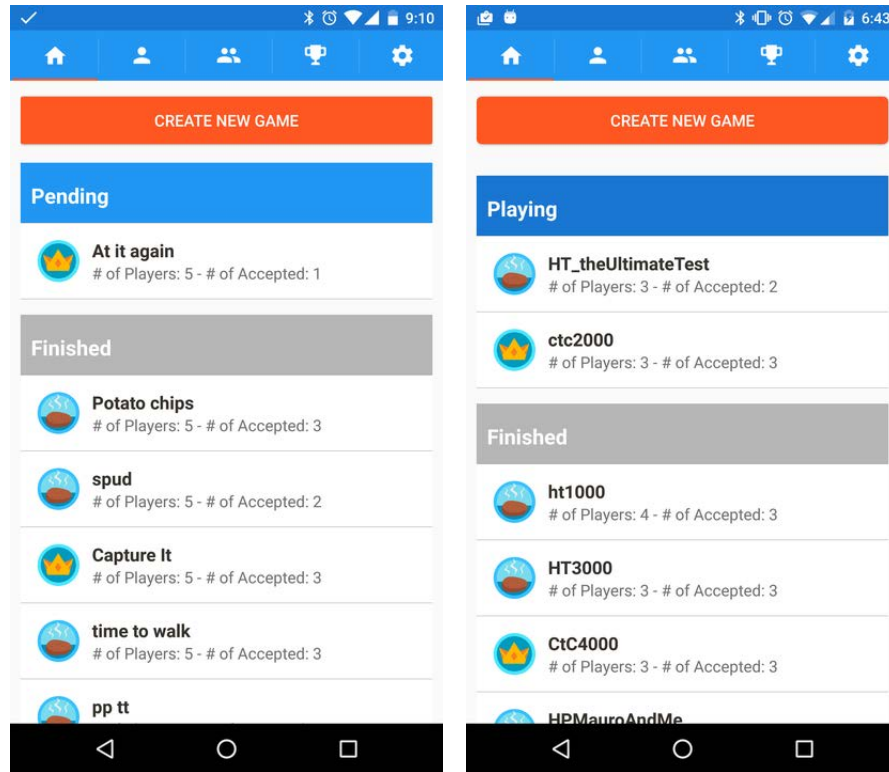 9:10
CREATE NEW GAME
Pending
At it again
# of Players: 5 - # of Accepted: 1
Finished
Potato chips
# of Players: 5 - # of Accepted: 3
spud
# of Players: 5 - # of Accepted: 2
Capture It
# of Players: 5 - # of Accepted: 3
time to walk
# of Players: 5 - # of Accepted: 3
pp tt
6:43
CREATE NEW GAME
Playing
HT_theUltimateTest
# of Players: 3 - # of Accepted: 2
ctc2000
# of Players: 3 - # of Accepted: 3
Finished
ht1000
# of Players: 4 - # of Accepted: 3
HT3000
# of Players: 3 - # of Accepted: 3
CtC4000
# of Players: 3 - # of Accepted: 3
HPMauroAndMe